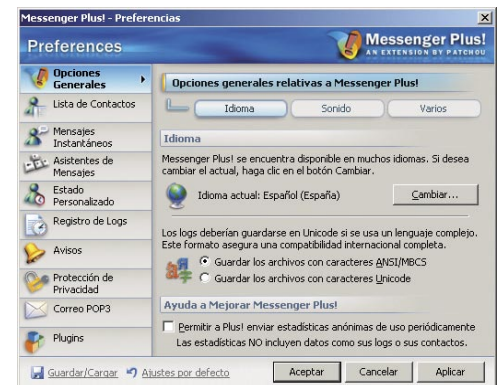 Messenger Plus! - Preferencias
Preferences
Messenger Plus!
AN EXTENSION BY PATCHOU
Opciones
Generales
Lista de Contactos
Mensajes
Instantáneos
Asistentes de
Mensajes
Estado
Personalizado
Registro de Logs
Avisos
Protección de
Privacidad
Correo POP3
Plugins
Opciones generales relativas a Messenger Plus!
Idioma
Sonido
Varios
Idioma
Messenger Plus! se encuentra disponible en muchos idiomas. Si desea
cambiar el actual, haga clic en el botón Cambiar.
Idioma actual: Español (España)
Cambiar...
Los logs deberían guardarse en Unicode si se usa un lenguaje complejo.
Este formato asegura una compatibilidad internacional completa.
Guardar los archivos con caracteres ANSI/MBCS
Guardar los archivos con caracteres Unicode
Ayuda a Mejorar Messenger Plus!
Permitir a Plus! enviar estadísticas anónimas de uso periódicamente
Las estadísticas NO incluyen datos como sus logs o sus contactos.
Guardar/Cargar
Ajustes por defecto
Aceptar
Cancelar
Aplicar